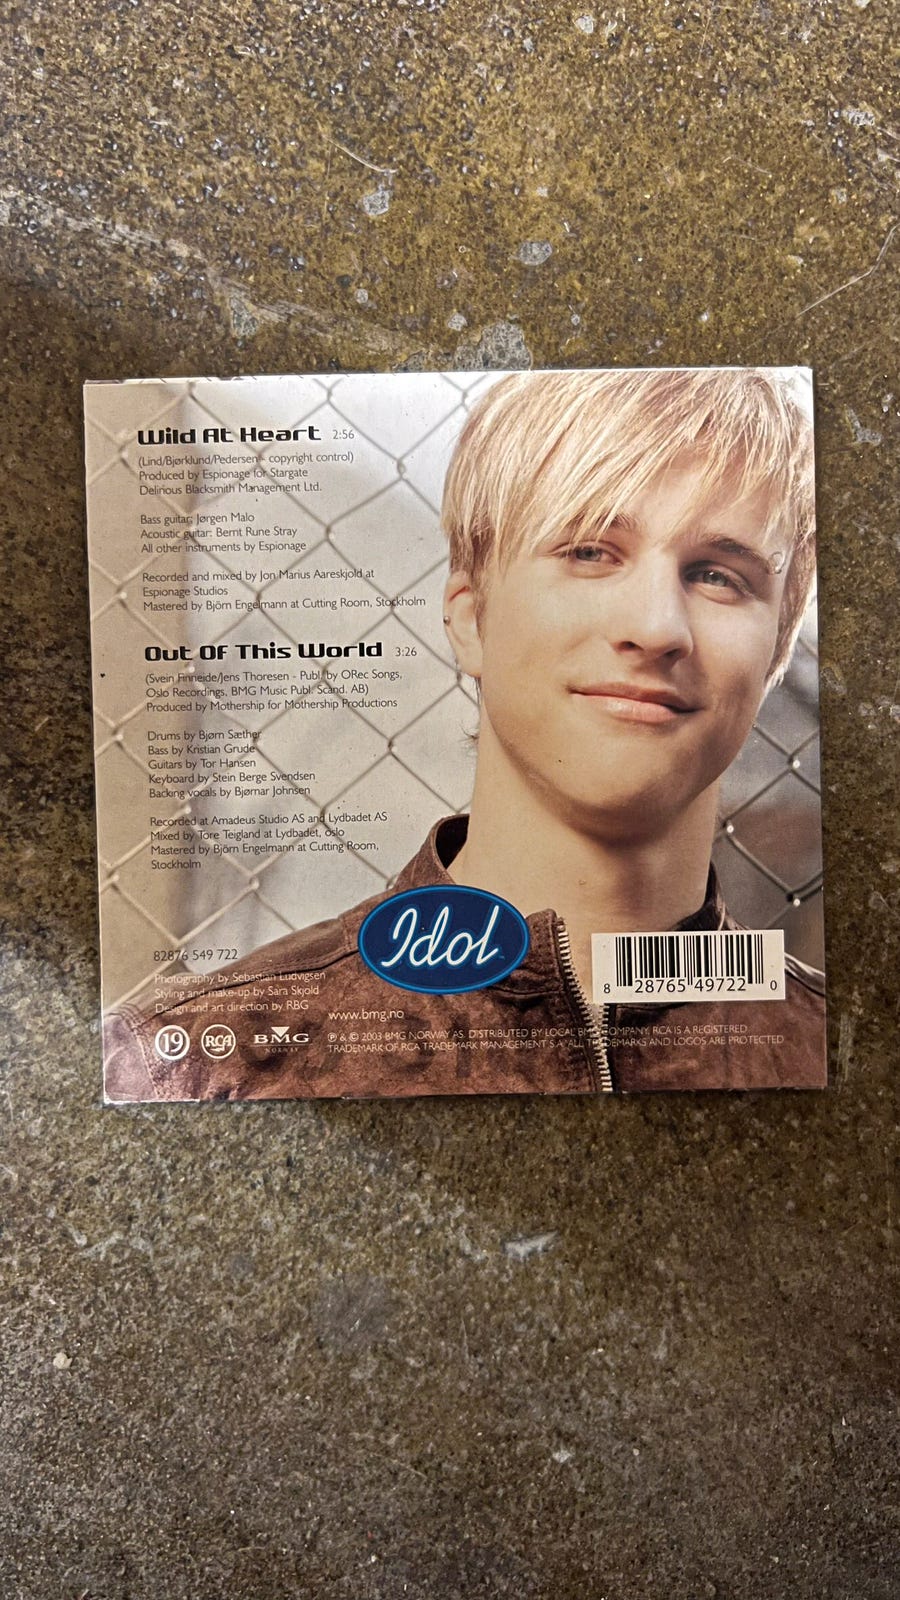 Wild At Heart 2:56
(Lind/Bjørklund/Pedersen - copyright control)
Produced by Espionage for Stargate
Delirious Blacksmith Management Ltd.
Bass guitar: Jørgen Malo
Acoustic guitar: Bernt Rune Stray
All other instruments by Espionage
Recorded and mixed by Jon Marius Aareskjold at
Espionage Studios
Mastered by Björn Engelmann at Cutting Room, Stockholm
Out Of This World 3:26
(Svein Finneide/Jens Thoresen - Publ. by ORec Songs,
Oslo Recordings, BMG Music Publ. Scand. AB)
Produced by Mothership for Mothership Productions
Drums by Bjørn Sæther
Bass by Kristian Grude
Guitars by Tor Hansen
Keyboard by Stein Berge Svendsen
Backing vocals by Bjørnar Johnsen
Recorded at Amadeus Studio AS and Lydbadet AS
Mixed by Tore Teigland at Lydbadet, oslo
Mastered by Björn Engelmann at Cutting Room,
Stockholm
Idol
82876 549 722
Photography by Sebastian Ludvigsen
Styling and make-up by Sara Skjold
Design and art direction by RBG
8 28765 49722 0
www.bmg.no
19 RCA BMG
NORWAY
℗ & © 2003 BMG NORWAY AS. DISTRIBUTED BY LOCAL BMG COMPANY. RCA IS A REGISTERED
TRADEMARK OF RCA TRADEMARK MANAGEMENT S.A. ALL TRADEMARKS AND LOGOS ARE PROTECTED